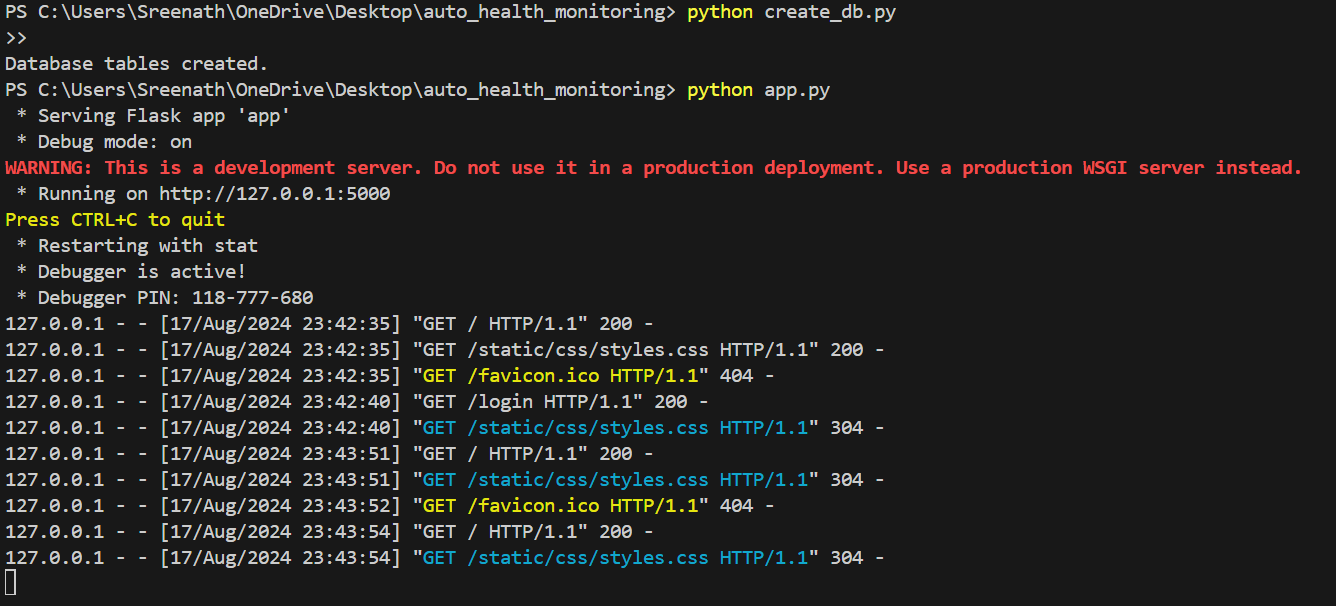 PS C:\Users\Sreenath\OneDrive\Desktop\auto_health_monitoring> python create_db.py
>>
Database tables created.
PS C:\Users\Sreenath\OneDrive\Desktop\auto_health_monitoring> python app.py
 * Serving Flask app 'app'
 * Debug mode: on
WARNING: This is a development server. Do not use it in a production deployment. Use a production WSGI server instead.
 * Running on http://127.0.0.1:5000
Press CTRL+C to quit
 * Restarting with stat
 * Debugger is active!
 * Debugger PIN: 118-777-680
127.0.0.1 - - [17/Aug/2024 23:42:35] "GET / HTTP/1.1" 200 -
127.0.0.1 - - [17/Aug/2024 23:42:35] "GET /static/css/styles.css HTTP/1.1" 200 -
127.0.0.1 - - [17/Aug/2024 23:42:35] "GET /favicon.ico HTTP/1.1" 404 -
127.0.0.1 - - [17/Aug/2024 23:42:40] "GET /login HTTP/1.1" 200 -
127.0.0.1 - - [17/Aug/2024 23:42:40] "GET /static/css/styles.css HTTP/1.1" 304 -
127.0.0.1 - - [17/Aug/2024 23:43:51] "GET / HTTP/1.1" 200 -
127.0.0.1 - - [17/Aug/2024 23:43:51] "GET /static/css/styles.css HTTP/1.1" 304 -
127.0.0.1 - - [17/Aug/2024 23:43:52] "GET /favicon.ico HTTP/1.1" 404 -
127.0.0.1 - - [17/Aug/2024 23:43:54] "GET / HTTP/1.1" 200 -
127.0.0.1 - - [17/Aug/2024 23:43:54] "GET /static/css/styles.css HTTP/1.1" 304 -